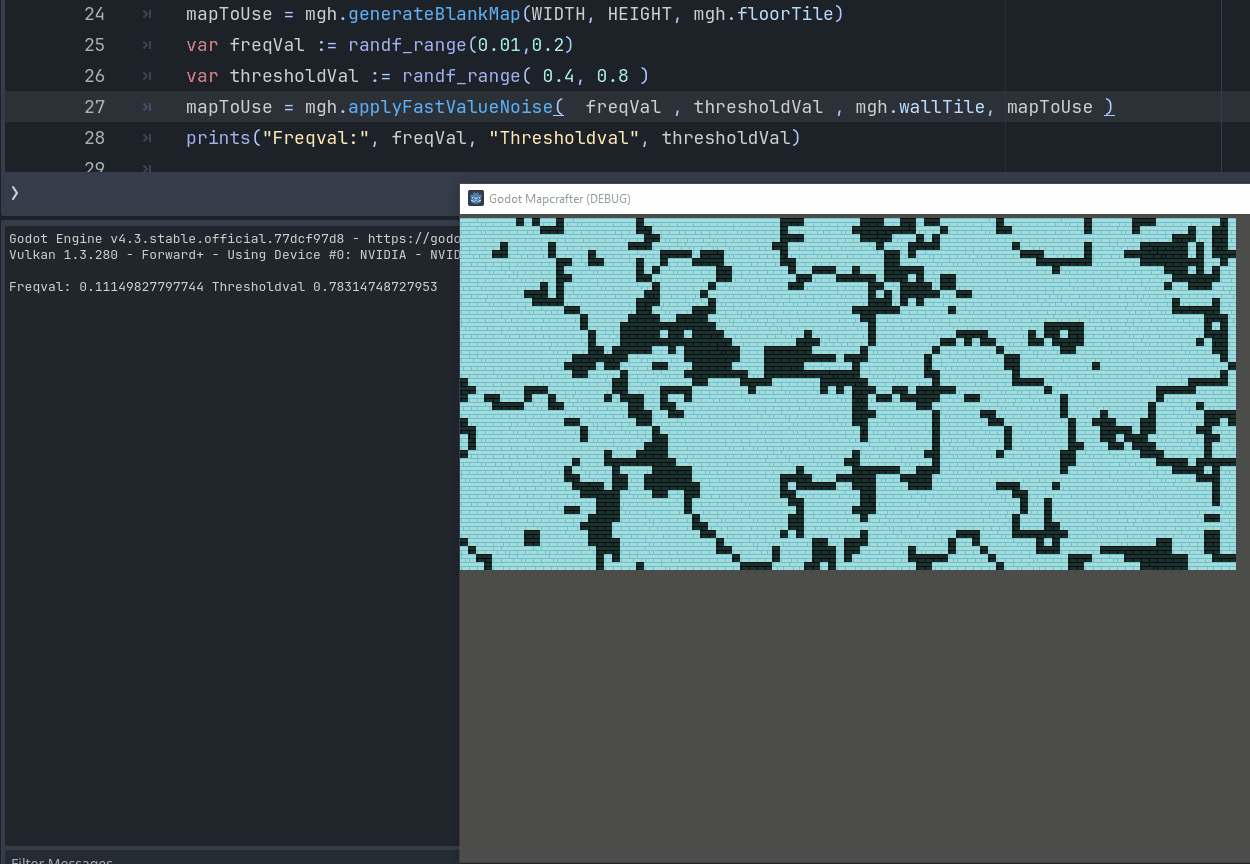 24 mapToUse = mgh.generateBlankMap(WIDTH, HEIGHT, mgh.floorTile)
25 var freqVal := randf_range(0.01,0.2)
26 var thresholdVal := randf_range( 0.4, 0.8 )
27 mapToUse = mgh.applyFastValueNoise(  freqVal , thresholdVal , mgh.wallTile, mapToUse )
28 prints("Freqval:", freqVal, "Thresholdval", thresholdVal)
29
Godot Mapcrafter (DEBUG)
Godot Engine v4.3.stable.official.77dcf97d8 - https://godo
Vulkan 1.3.280 - Forward+ - Using Device #0: NVIDIA - NVID
Freqval: 0.11149827797744 Thresholdval 0.78314748727953
Filter Messages